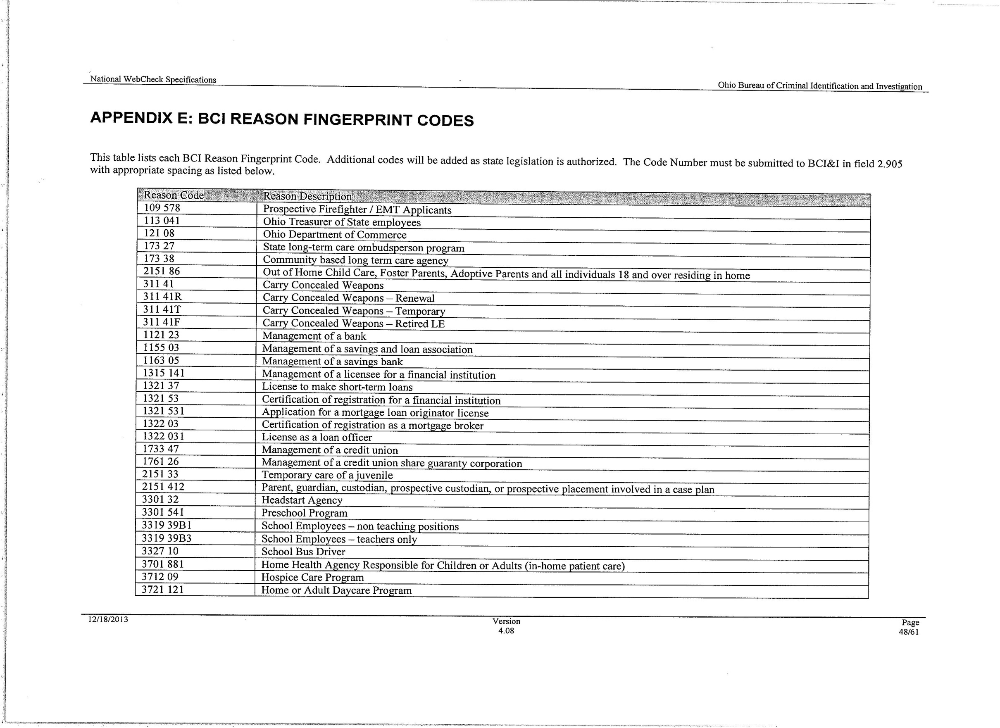 National WebCheck Specifications
Ohio Bureau of Criminal Identification and Investigation
APPENDIX E: BCI REASON FINGERPRINT CODES
This table lists each BCI Reason Fingerprint Code. Additional codes will be added as state legislation is authorized. The Code Number must be submitted to BCI&I in field 2.905
with appropriate spacing as listed below.
Reason Code Reason Description
109 578 Prospective Firefighter / EMT Applicants
113 041 Ohio Treasurer of State employees
121 08 Ohio Department of Commerce
173 27 State long-term care ombudsperson program
173 38 Community based long term care agency
2151 86 Out of Home Child Care, Foster Parents, Adoptive Parents and all individuals 18 and over residing in home
311 41 Carry Concealed Weapons
311 41R Carry Concealed Weapons – Renewal
311 41T Carry Concealed Weapons – Temporary
311 41F Carry Concealed Weapons – Retired LE
1121 23 Management of a bank
1155 03 Management of a savings and loan association
1163 05 Management of a savings bank
1315 141 Management of a licensee for a financial institution
1321 37 License to make short-term loans
1321 53 Certification of registration for a financial institution
1321 531 Application for a mortgage loan originator license
1322 03 Certification of registration as a mortgage broker
1322 031 License as a loan officer
1733 47 Management of a credit union
1761 26 Management of a credit union share guaranty corporation
2151 33 Temporary care of a juvenile
2151 412 Parent, guardian, custodian, prospective custodian, or prospective placement involved in a case plan
3301 32 Headstart Agency
3301 541 Preschool Program
3319 39B1 School Employees – non teaching positions
3319 39B3 School Employees – teachers only
3327 10 School Bus Driver
3701 881 Home Health Agency Responsible for Children or Adults (in-home patient care)
3712 09 Hospice Care Program
3721 121 Home or Adult Daycare Program
12/18/2013
Version
4.08
Page
48/61